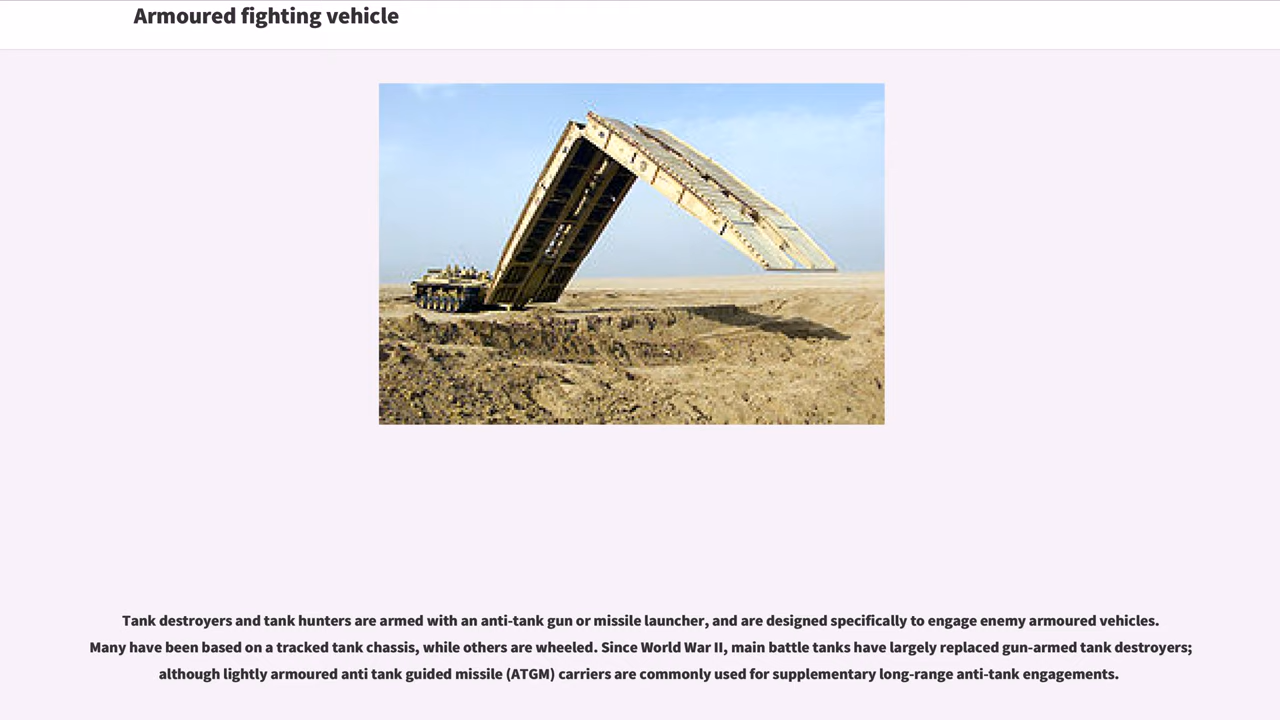 Armoured fighting vehicle
Tank destroyers and tank hunters are armed with an anti-tank gun or missile launcher, and are designed specifically to engage enemy armoured vehicles.
Many have been based on a tracked tank chassis, while others are wheeled. Since World War II, main battle tanks have largely replaced gun-armed tank destroyers;
although lightly armoured anti tank guided missile (ATGM) carriers are commonly used for supplementary long-range anti-tank engagements.